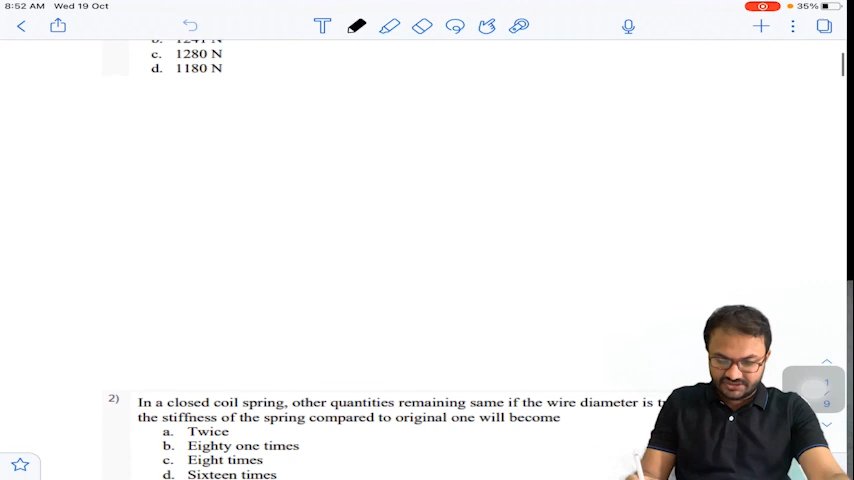 8:52 AM Wed 19 Oct
35%
T
c. 1280 N
d. 1180 N
2) In a closed coil spring, other quantities remaining same if the wire diameter is
the stiffness of the spring compared to original one will become
a. Twice
b. Eighty one times
c. Eight times
d. Sixteen times
1
9